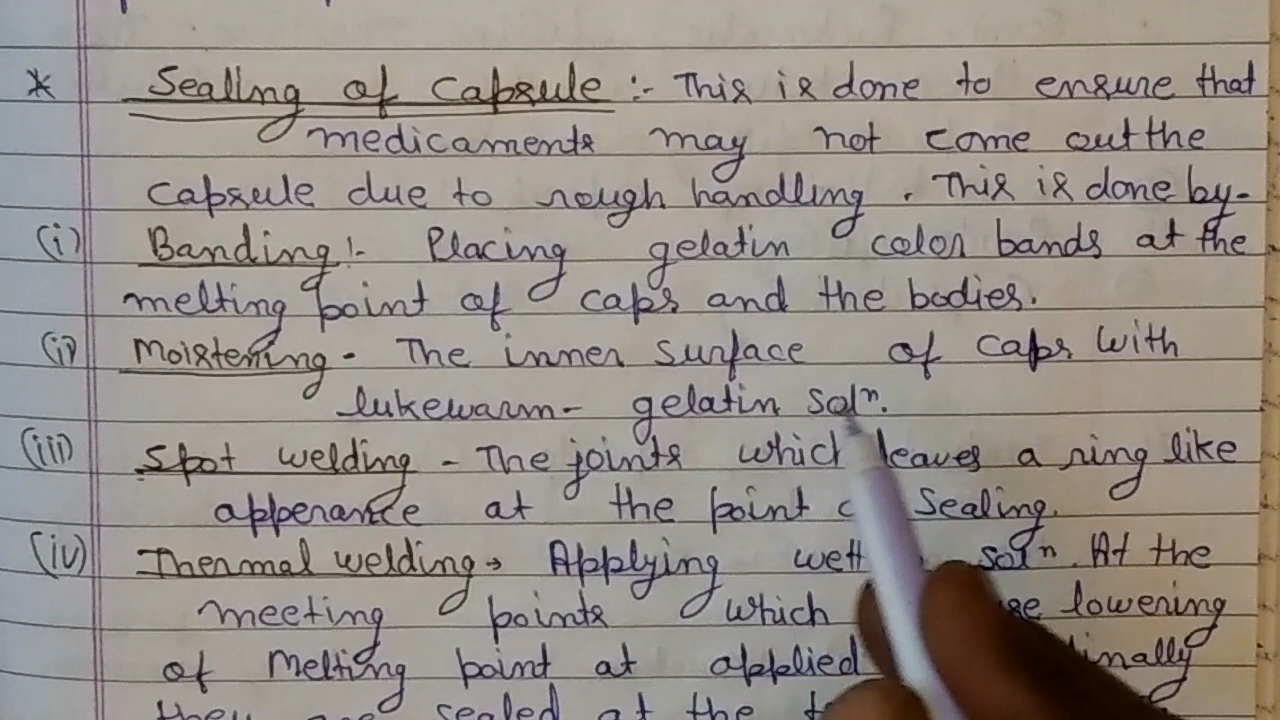 * Sealing of Capsule :- This is done to ensure that
medicaments may not come out the
capsule due to rough handling. This is done by-
(i) Banding :- Placing gelatin color bands at the
melting point of caps and the bodies.
(ii) Moistening - The inner surface of caps with
lukewarm - gelatin solⁿ.
(iii) Spot welding - The joints which leaves a ring like
apperance at the point Sealing.
(iv) Thermal welding → Applying solⁿ. At the
meeting points which lowering
of melting point at applied
sealed at the